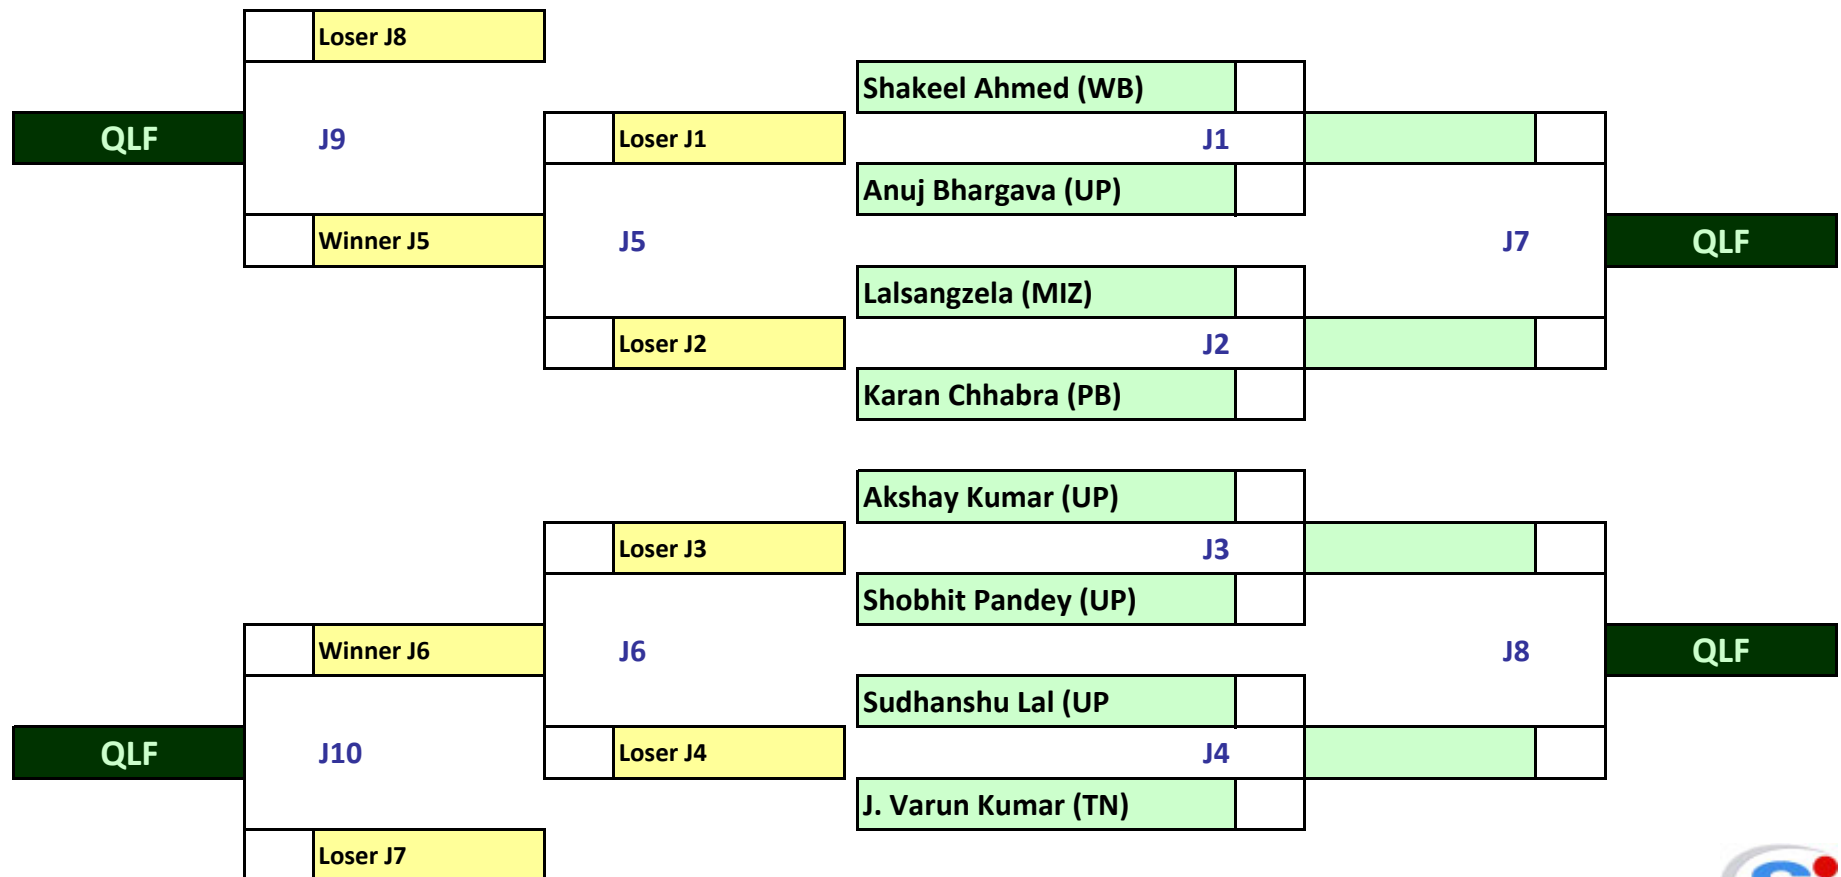 Loser J8
Shakeel Ahmed (WB)
QLF
J9
Loser J1
J1
Anuj Bhargava (UP)
Winner J5
J5
J7
QLF
Lalsangzela (MIZ)
Loser J2
J2
Karan Chhabra (PB)
Akshay Kumar (UP)
Loser J3
J3
Shobhit Pandey (UP)
Winner J6
J6
J8
QLF
Sudhanshu Lal (UP
QLF
J10
Loser J4
J4
J. Varun Kumar (TN)
Loser J7